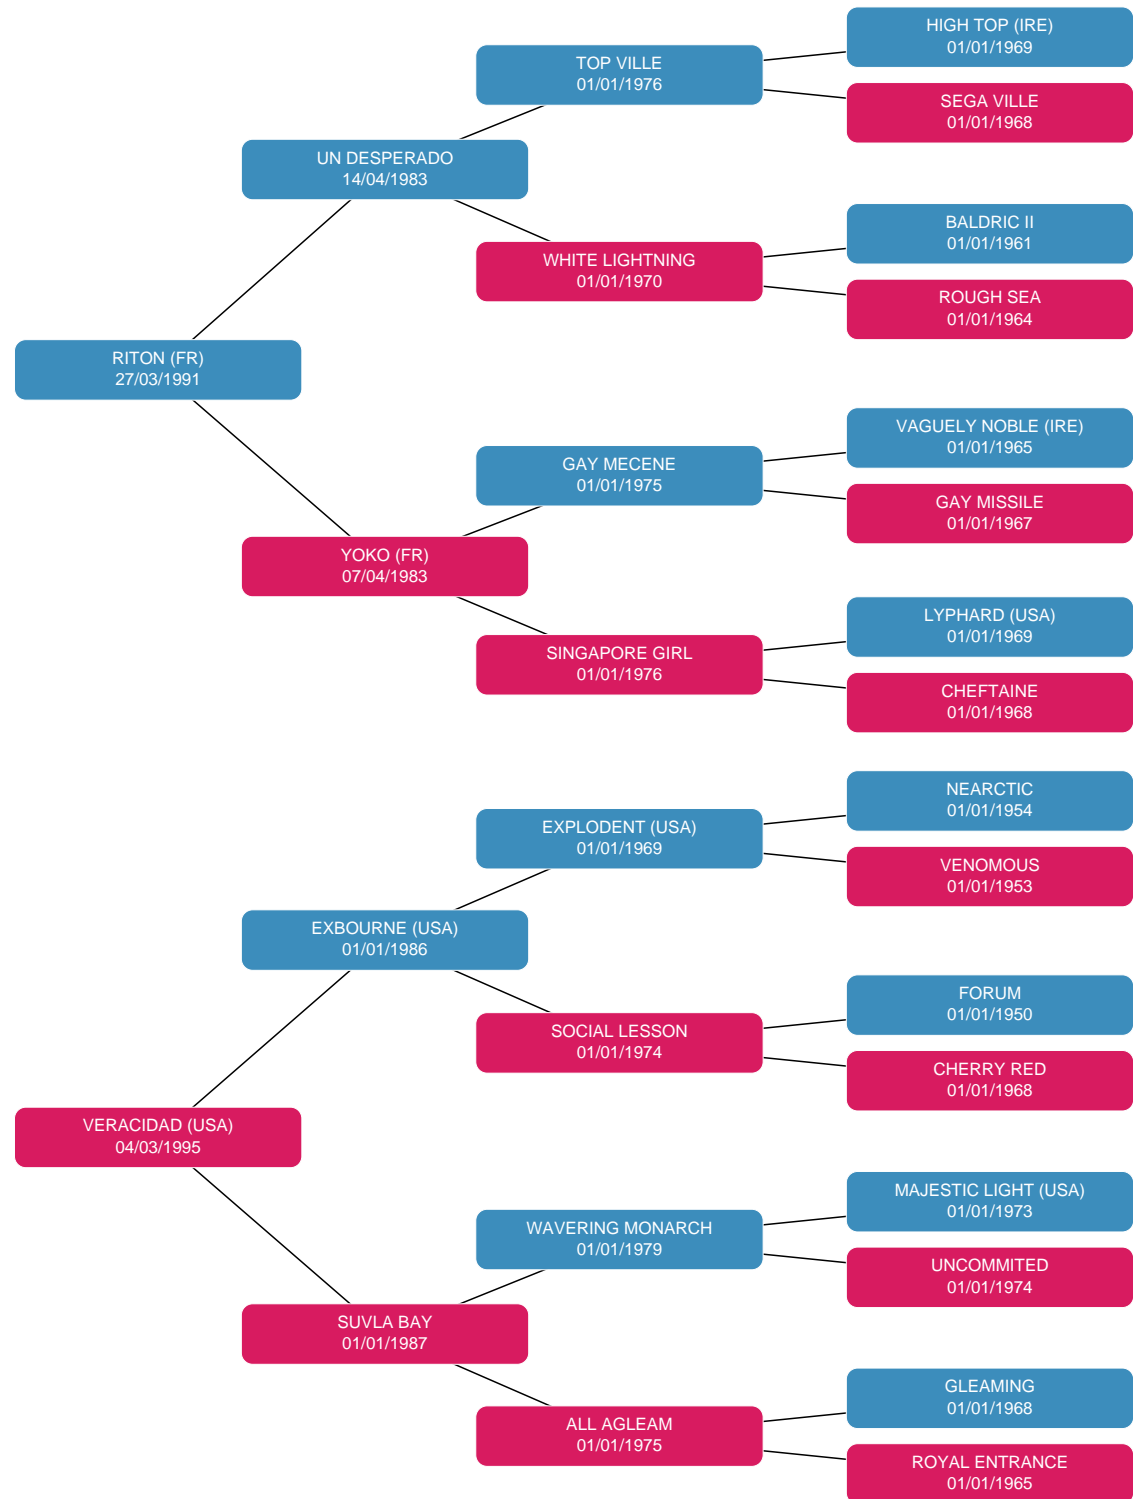 HIGH TOP (IRE)
01/01/1969
TOP VILLE
01/01/1976
SEGA VILLE
01/01/1968
UN DESPERADO
14/04/1983
BALDRIC II
01/01/1961
WHITE LIGHTNING
01/01/1970
ROUGH SEA
01/01/1964
RITON (FR)
27/03/1991
VAGUELY NOBLE (IRE)
01/01/1965
GAY MECENE
01/01/1975
GAY MISSILE
01/01/1967
YOKO (FR)
07/04/1983
LYPHARD (USA)
01/01/1969
SINGAPORE GIRL
01/01/1976
CHEFTAINE
01/01/1968
NEARCTIC
01/01/1954
EXPLODENT (USA)
01/01/1969
VENOMOUS
01/01/1953
EXBOURNE (USA)
01/01/1986
FORUM
01/01/1950
SOCIAL LESSON
01/01/1974
CHERRY RED
01/01/1968
VERACIDAD (USA)
04/03/1995
MAJESTIC LIGHT (USA)
01/01/1973
WAVERING MONARCH
01/01/1979
UNCOMMITED
01/01/1974
SUVLA BAY
01/01/1987
GLEAMING
01/01/1968
ALL AGLEAM
01/01/1975
ROYAL ENTRANCE
01/01/1965